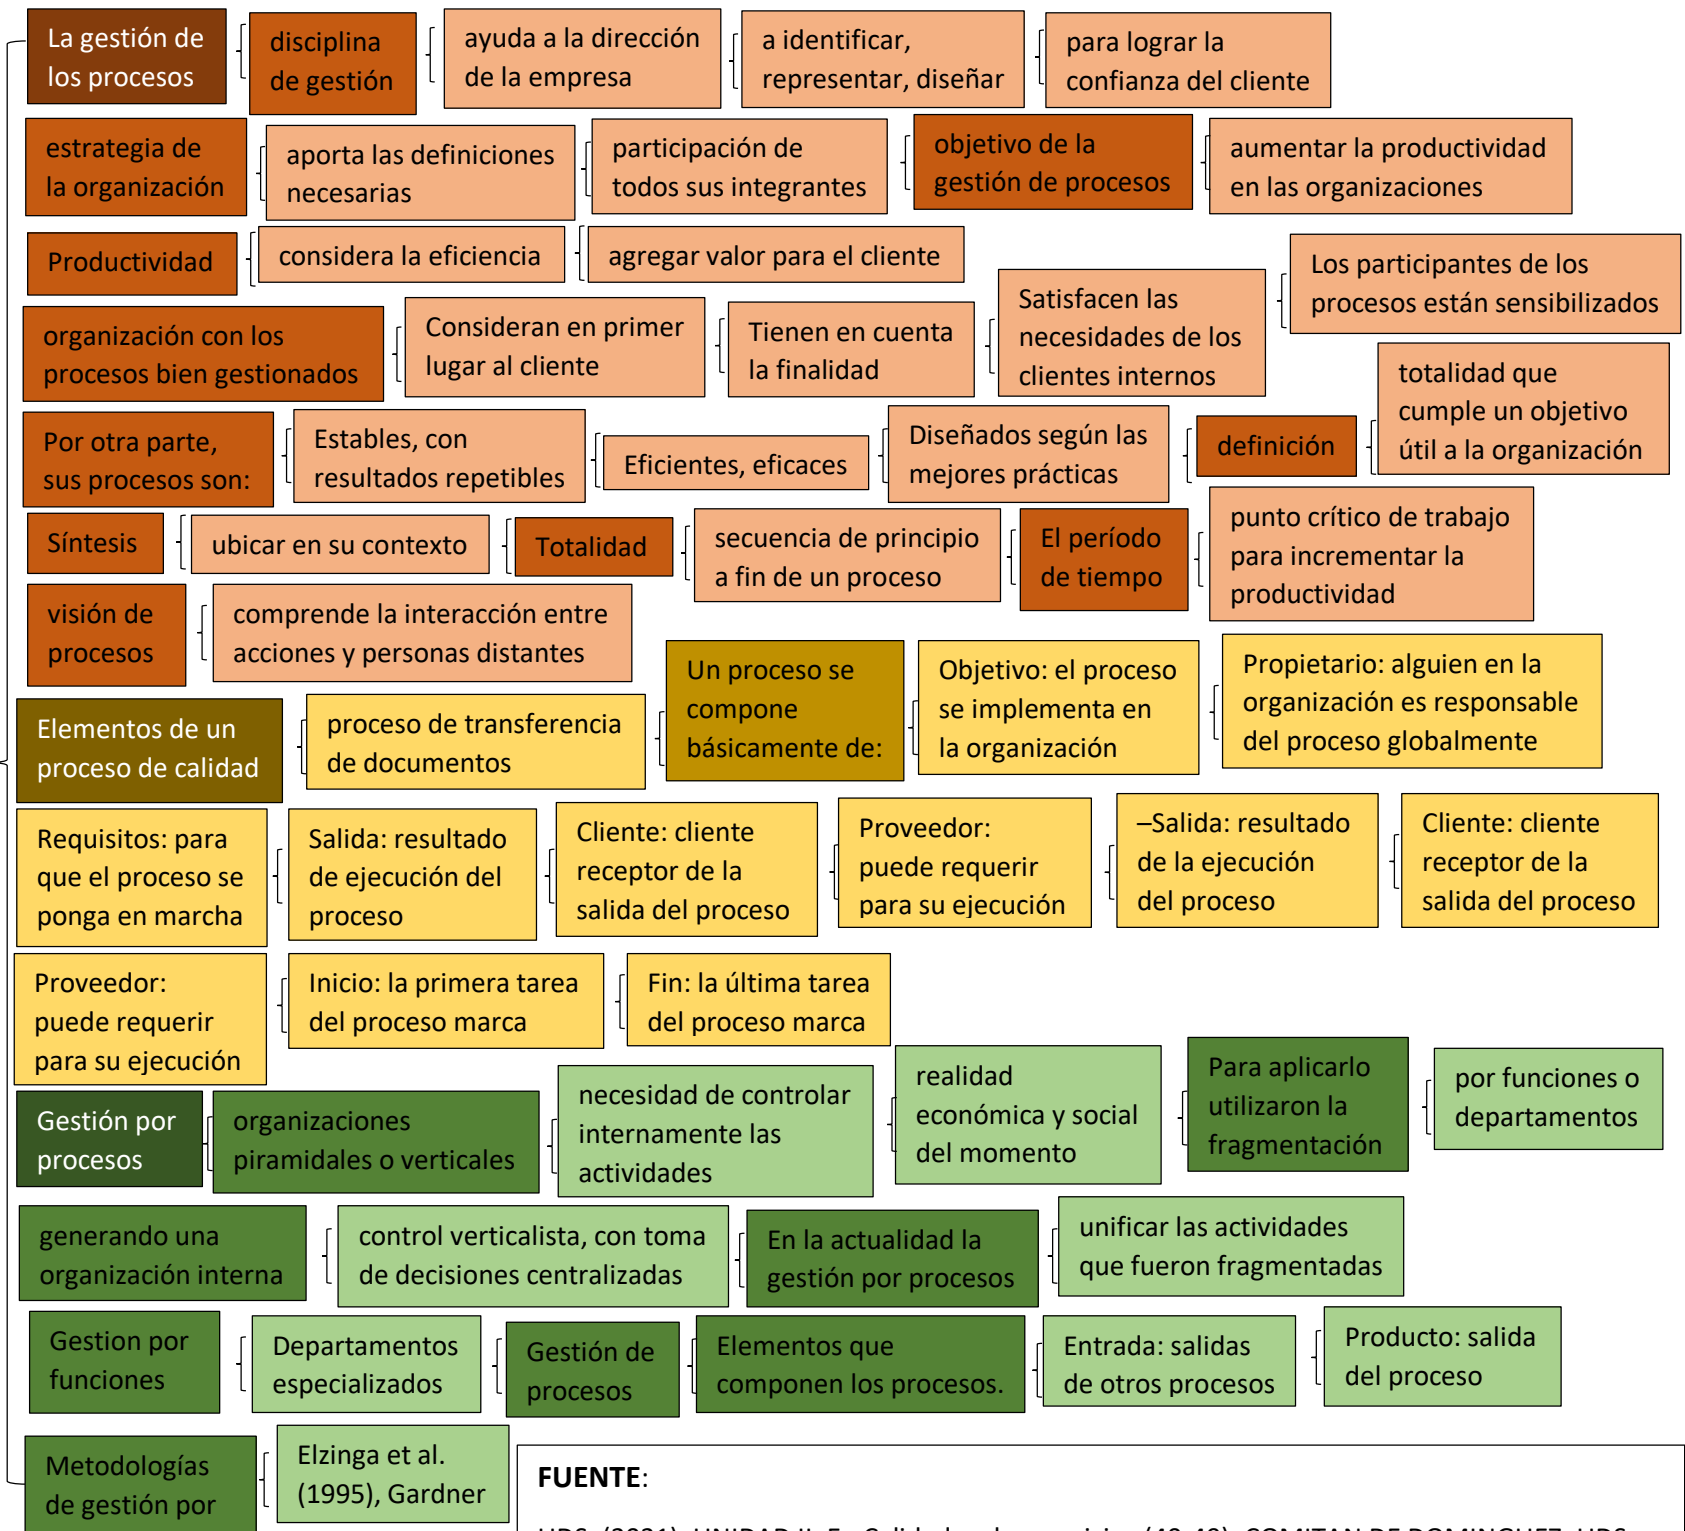 La gestión de
los procesos
disciplina
de gestión
ayuda a la dirección
de la empresa
a identificar,
representar, diseñar
para lograr la
confianza del cliente
estrategia de
la organización
aporta las definiciones
necesarias
participación de
todos sus integrantes
objetivo de la
gestión de procesos
aumentar la productividad
en las organizaciones
Productividad
considera la eficiencia
agregar valor para el cliente
organización con los
procesos bien gestionados
Consideran en primer
lugar al cliente
Tienen en cuenta
la finalidad
Satisfacen las
necesidades de los
clientes internos
Los participantes de los
procesos están sensibilizados
Por otra parte,
sus procesos son:
Estables, con
resultados repetibles
Eficientes, eficaces
Diseñados según las
mejores prácticas
definición
totalidad que
cumple un objetivo
útil a la organización
Síntesis
ubicar en su contexto
Totalidad
secuencia de principio
a fin de un proceso
El período
de tiempo
punto crítico de trabajo
para incrementar la
productividad
visión de
procesos
comprende la interacción entre
acciones y personas distantes
Elementos de un
proceso de calidad
proceso de transferencia
de documentos
Un proceso se
compone
básicamente de:
Objetivo: el proceso
se implementa en
la organización
Propietario: alguien en la
organización es responsable
del proceso globalmente
Requisitos: para
que el proceso se
ponga en marcha
Salida: resultado
de ejecución del
proceso
Cliente: cliente
receptor de la
salida del proceso
Proveedor:
puede requerir
para su ejecución
–Salida: resultado
de la ejecución
del proceso
Cliente: cliente
receptor de la
salida del proceso
Proveedor:
puede requerir
para su ejecución
Inicio: la primera tarea
del proceso marca
Fin: la última tarea
del proceso marca
Gestión por
procesos
organizaciones
piramidales o verticales
necesidad de controlar
internamente las
actividades
realidad
económica y social
del momento
Para aplicarlo
utilizaron la
fragmentación
por funciones o
departamentos
generando una
organización interna
control verticalista, con toma
de decisiones centralizadas
En la actualidad la
gestión por procesos
unificar las actividades
que fueron fragmentadas
Gestion por
funciones
Departamentos
especializados
Gestión de
procesos
Elementos que
componen los procesos.
Entrada: salidas
de otros procesos
Producto: salida
del proceso
Metodologías
de gestión por
Elzinga et al.
(1995), Gardner
FUENTE: